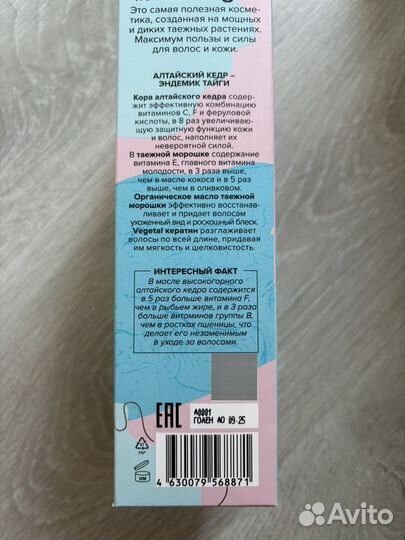 Это самая полезная косме-
тика, созданная на мощных
и диких таежных растениях.
Максимум пользы и силы
для волос и кожи.
АЛТАЙСКИЙ КЕДР –
ЭНДЕМИК ТАЙГИ
Кора алтайского кедра содер-
жит эффективную комбинацию
витаминов C, F и феруловой
кислоты, в 8 раз увеличиваю-
щую защитную функцию кожи
и волос, наполняет их
невероятной силой.
В таежной морошке содержание
витамина Е, главного витамина
молодости, в 3 раза выше,
чем в масле кокоса и в 5 раз
выше, чем в оливковом.
Органическое масло таежной
морошки эффективно восстанав-
ливает и придает волосам
ухоженный вид и роскошный блеск.
Vegetal кератин разглаживает
волосы по всей длине, придавая
им мягкость и шелковистость.
ИНТЕРЕСНЫЙ ФАКТ
В масле высокогорного
алтайского кедра содержится
в 5 раз больше витамина F,
чем в рыбьем жире, и в 3 раза
больше витаминов группы В,
чем в ростках пшеницы, что
делает его незаменимым
в уходе за волосами.
EAC
A0001
ГОДЕН ДО 09-25
PAP
12M
4 630079 568871
Avito